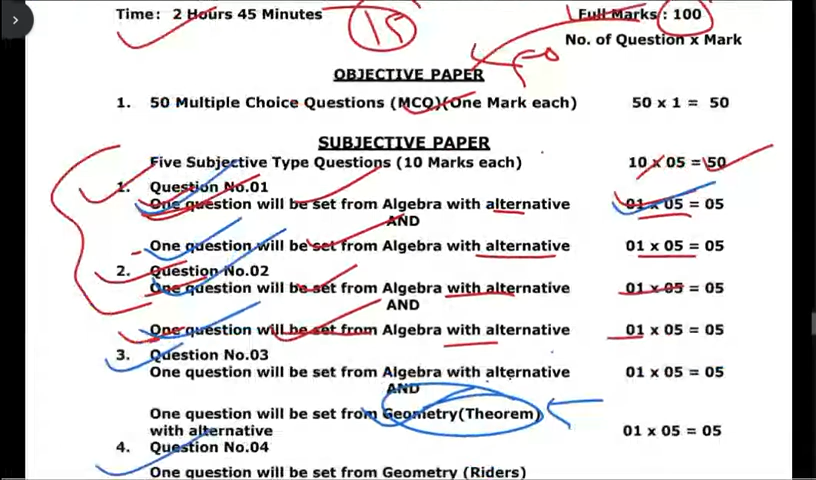 Time: 2 Hours 45 Minutes 15 Full Marks : 100
No. of Question x Mark
OBJECTIVE PAPER
1. 50 Multiple Choice Questions (MCQ)(One Mark each) 50 x 1 = 50
SUBJECTIVE PAPER
Five Subjective Type Questions (10 Marks each) 10 x 05 = 50
1. Question No.01
One question will be set from Algebra with alternative 01 x 05 = 05
AND
One question will be set from Algebra with alternative 01 x 05 = 05
2. Question No.02
One question will be set from Algebra with alternative 01 x 05 = 05
AND
One question will be set from Algebra with alternative 01 x 05 = 05
3. Question No.03
One question will be set from Algebra with alternative 01 x 05 = 05
AND
One question will be set from Geometry(Theorem)
with alternative 01 x 05 = 05
4. Question No.04
One question will be set from Geometry (Riders)